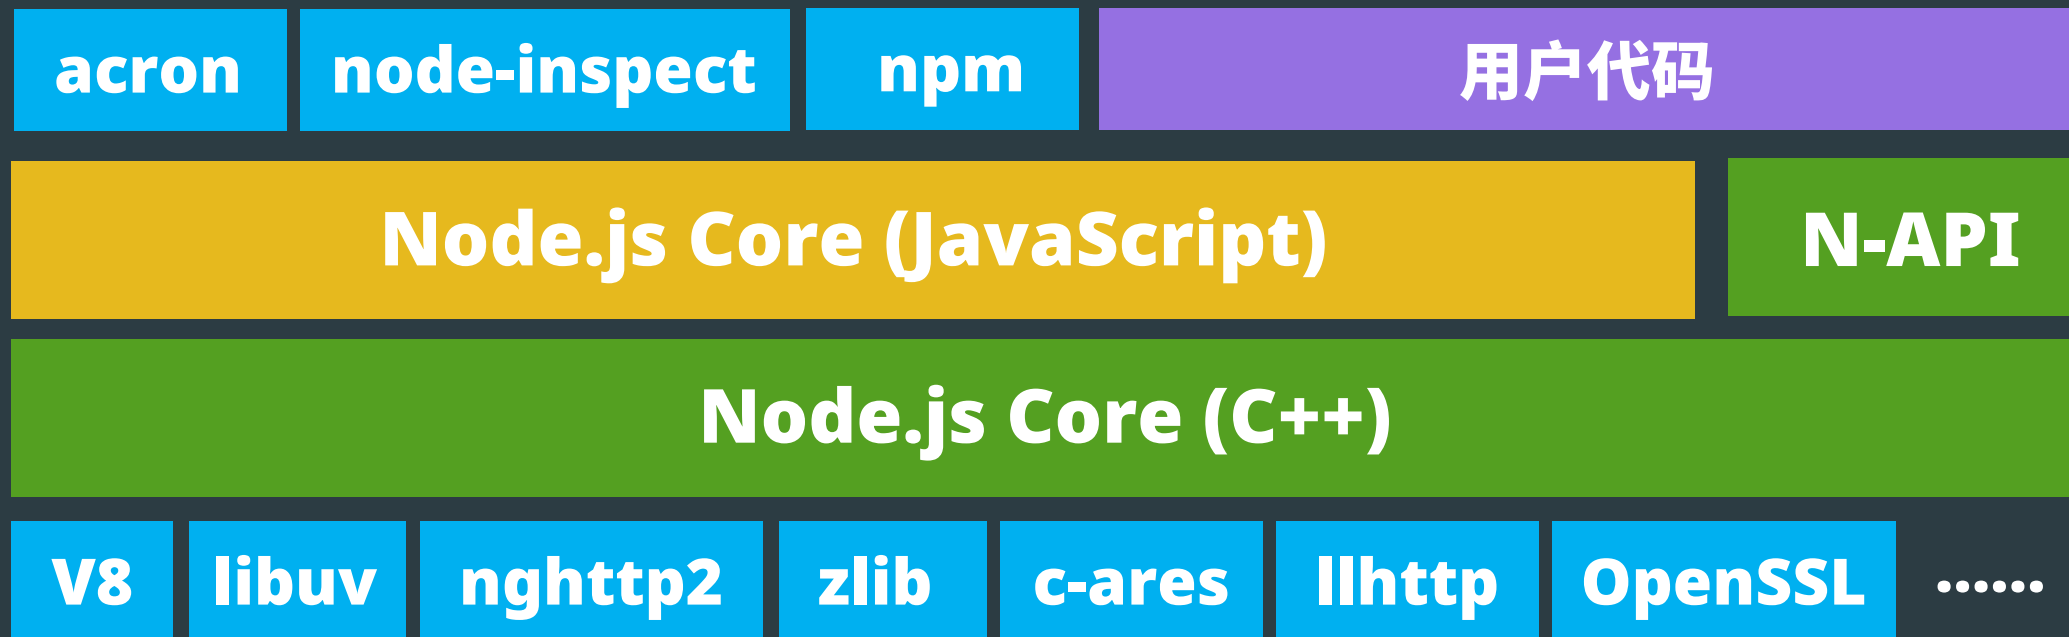 acron node-inspect npm 用户代码
Node.js Core (JavaScript) N-API
Node.js Core (C++)
V8 libuv nghttp2 zlib c-ares llhttp OpenSSL ······